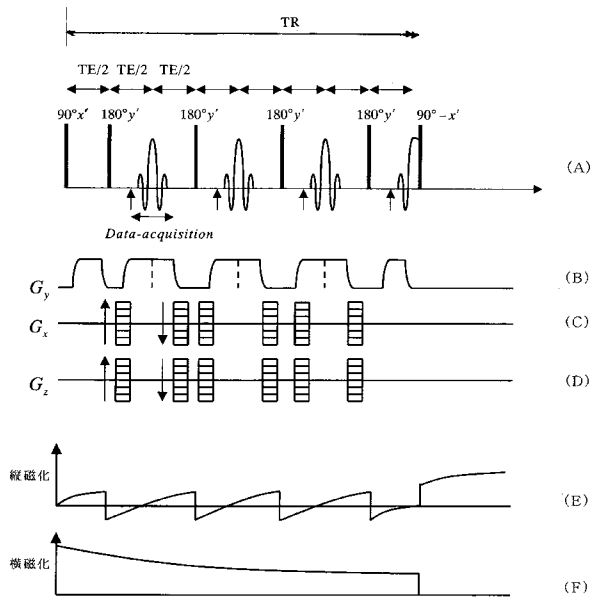 TR
TE/2 TE/2 TE/2
90°x' 180°y' 180°y' 180°y' 180°y' 90°−x'
(A)
Data-acquisition
(B)
Gy
(C)
Gx
(D)
Gz
縦磁化
(E)
横磁化
(F)